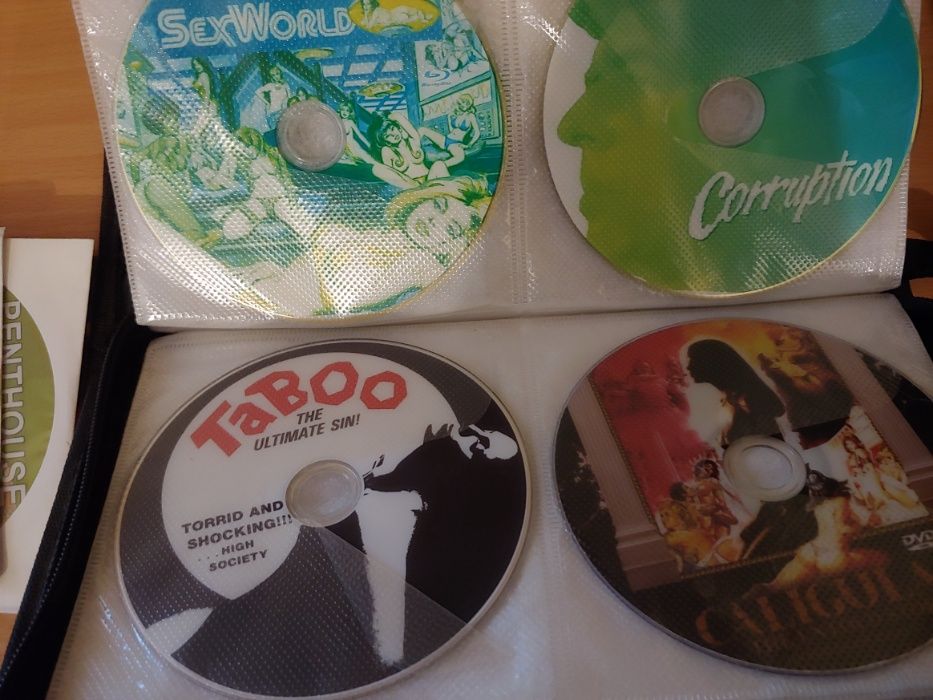 SEXWORLD
Corruption
PENTHOUSE
TABOO
THE
ULTIMATE SIN!
TORRID AND
SHOCKING!!!
...HIGH
SOCIETY
DVD